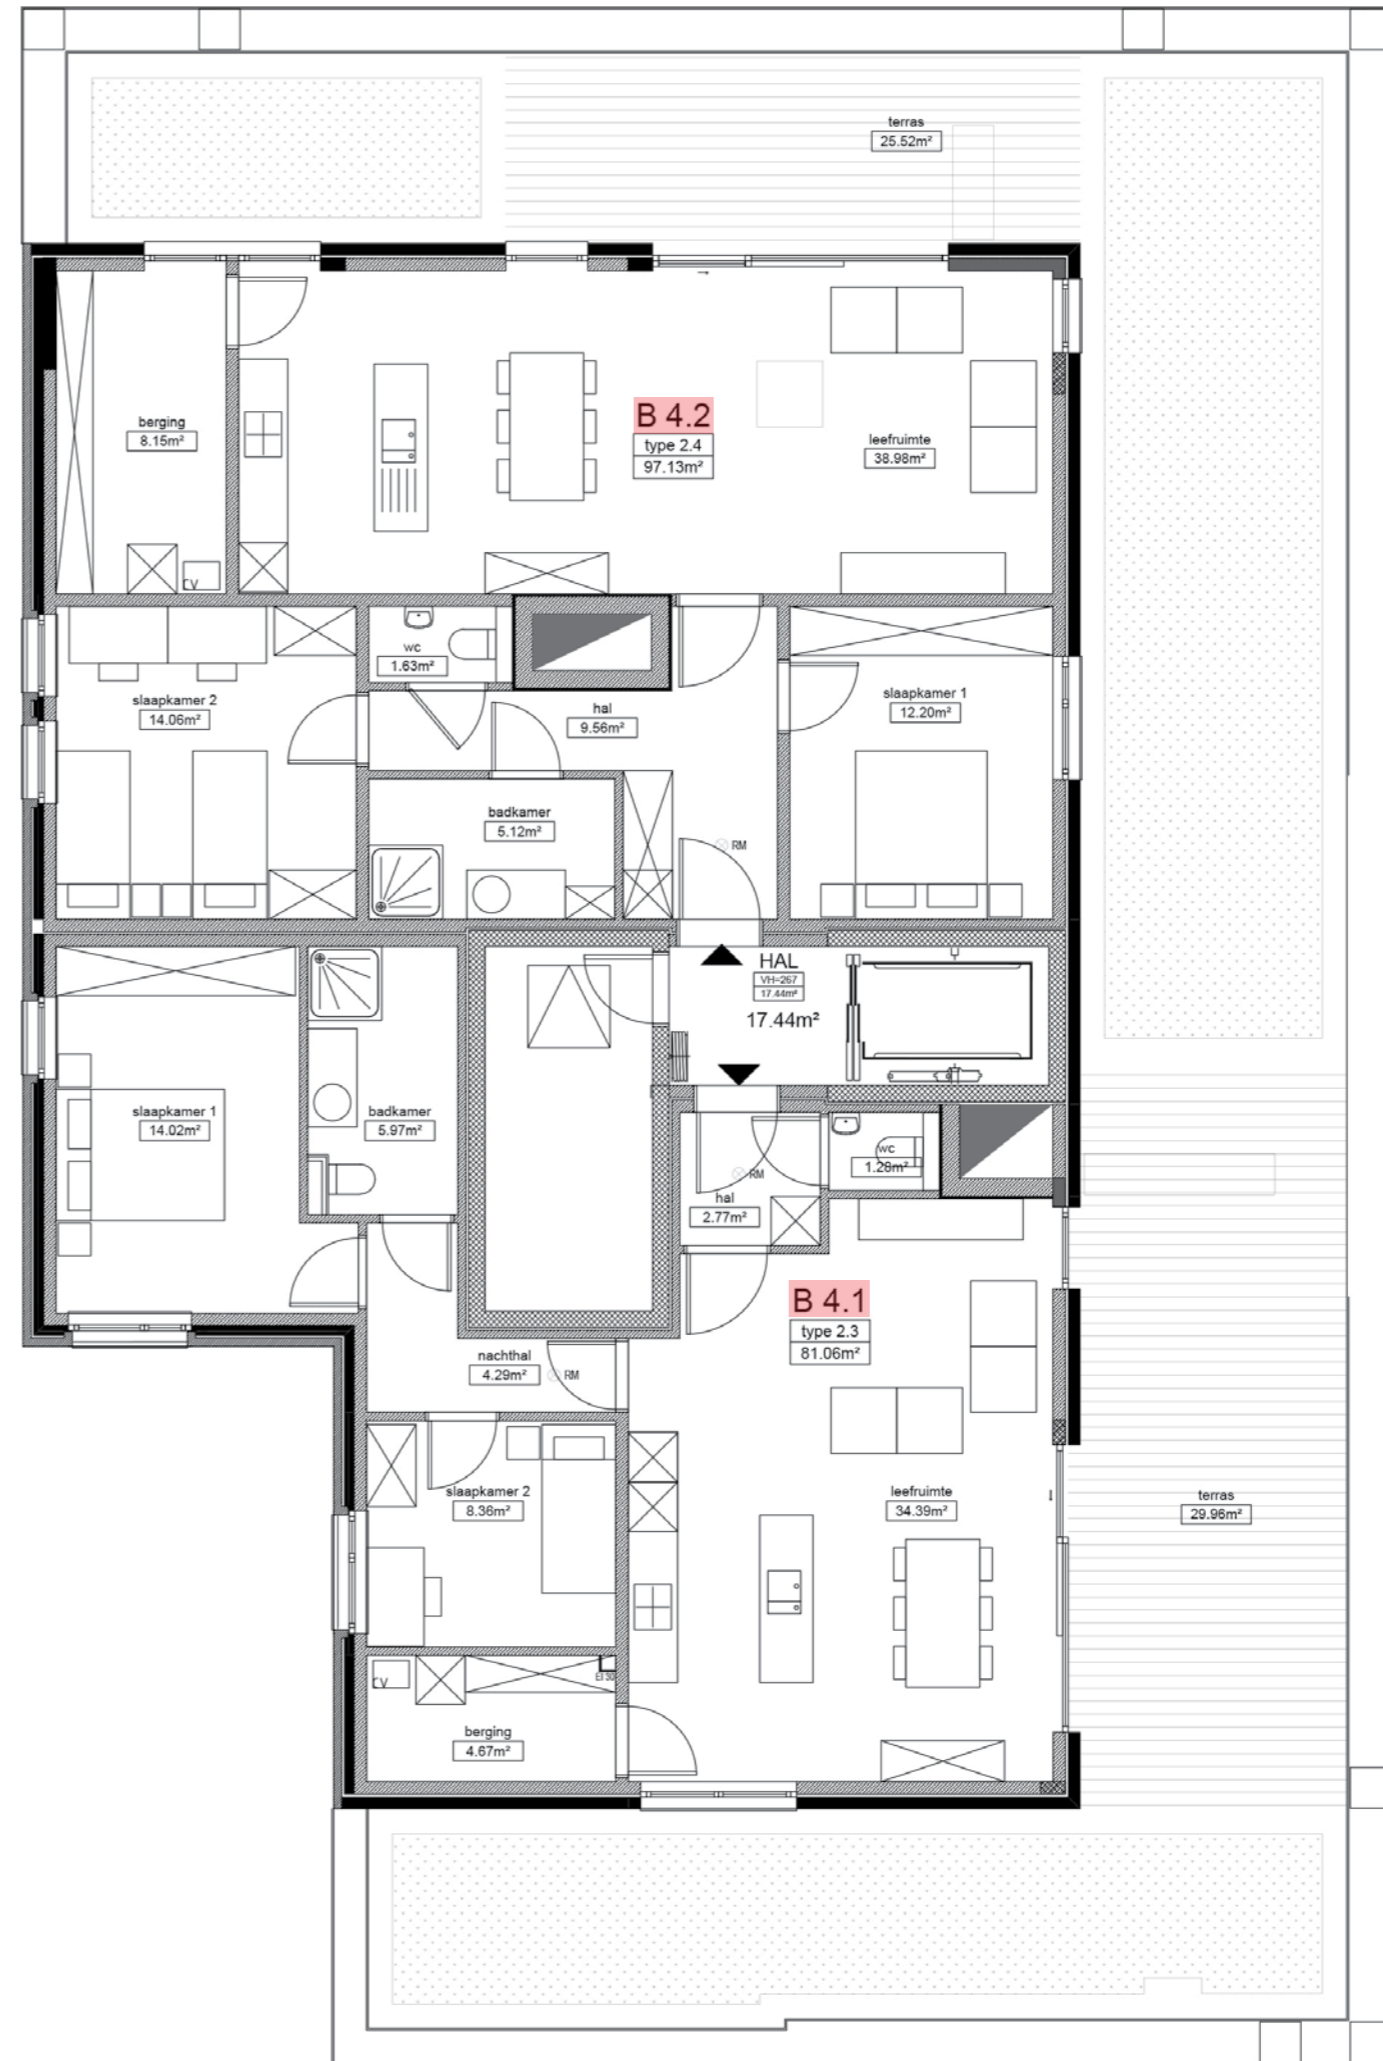 terras
25.52m²
berging
8.15m²
B 4.2
type 2.4
97.13m²
leefruimte
38.98m²
CV
wc
1.63m²
slaapkamer 2
14.06m²
hal
9.56m²
slaapkamer 1
12.20m²
badkamer
5.12m²
RM
HAL
VH=267
17.44m²
17.44m²
slaapkamer 1
14.02m²
badkamer
5.97m²
wc
1.28m²
RM
hal
2.77m²
B 4.1
type 2.3
81.06m²
nachthal
4.29m²
RM
slaapkamer 2
8.36m²
leefruimte
34.39m²
terras
29.96m²
CV
EI 30
berging
4.67m²